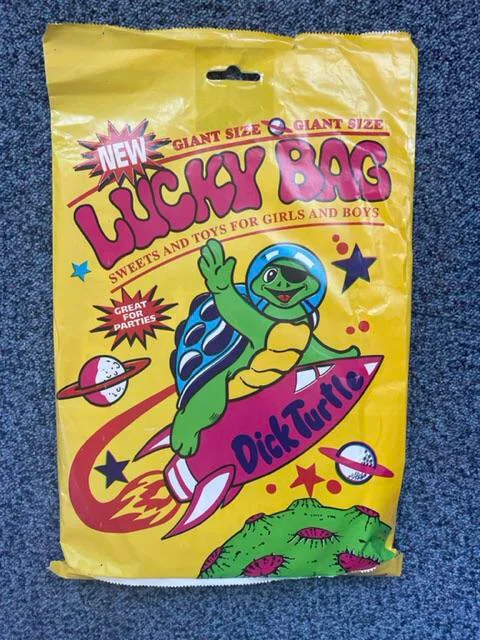 NEW
GIANT SIZE GIANT SIZE
LUCKY BAG
SWEETS AND TOYS FOR GIRLS AND BOYS
GREAT
FOR
PARTIES
Dick Turtle